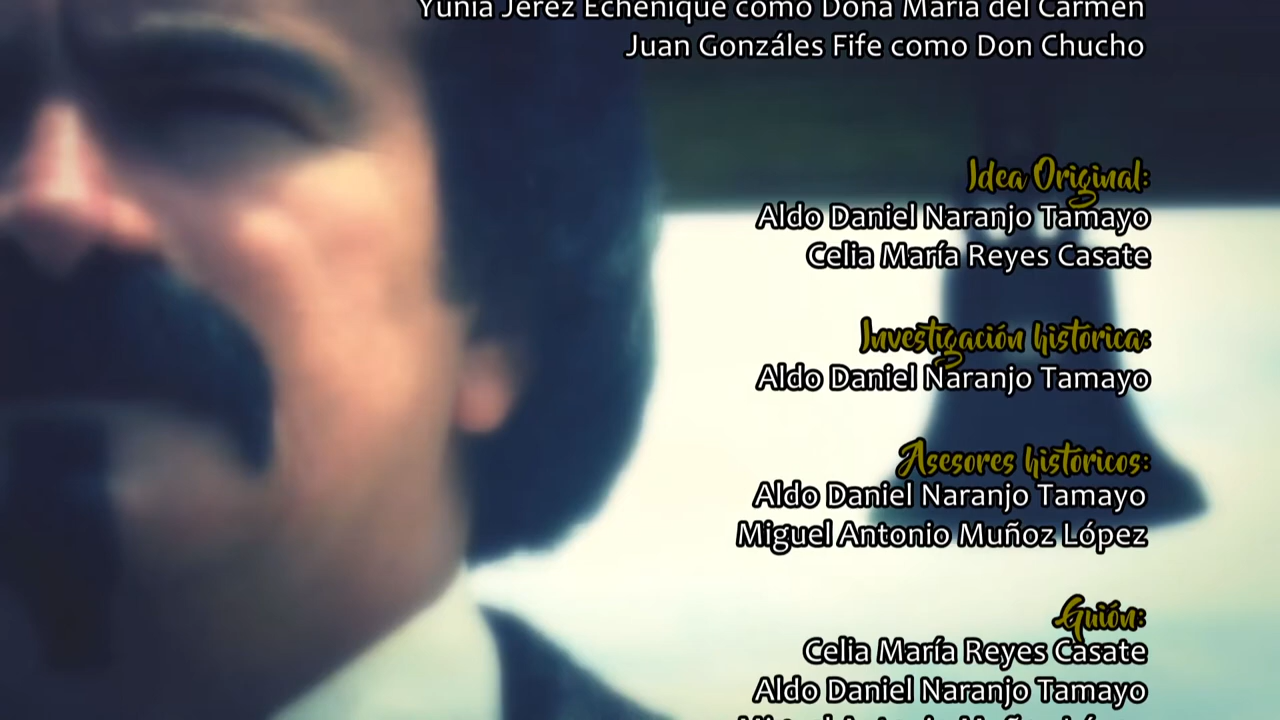 Yunia Jerez Echenique como Doña María del Carmen
Juan Gonzáles Fife como Don Chucho
Idea Original:
Aldo Daniel Naranjo Tamayo
Celia María Reyes Casate
Investigación histórica:
Aldo Daniel Naranjo Tamayo
Asesores históricos:
Aldo Daniel Naranjo Tamayo
Miguel Antonio Muñoz López
Guión:
Celia María Reyes Casate
Aldo Daniel Naranjo Tamayo